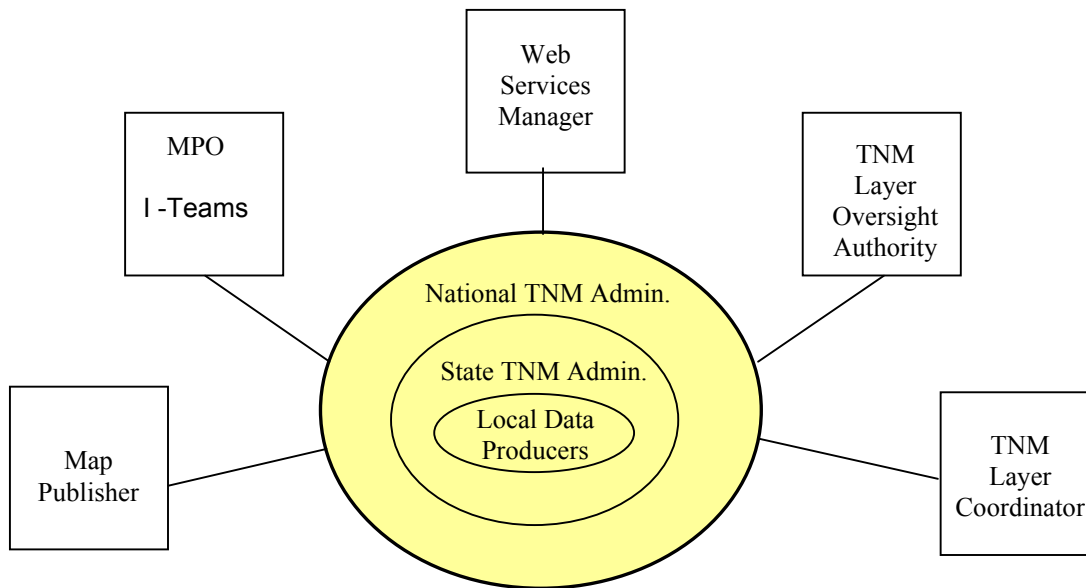 Web
Services
Manager
MPO
I -Teams
TNM
Layer
Oversight
Authority
National TNM Admin.
State TNM Admin.
Local Data
Producers
Map
Publisher
TNM
Layer
Coordinator